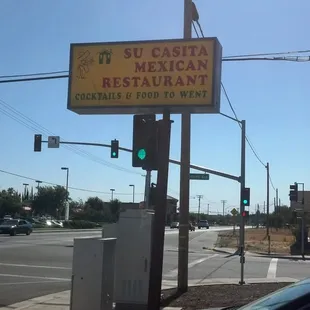 SU CASITA
MEXICAN
RESTAURANT
COCKTAILS & FOOD TO WENT